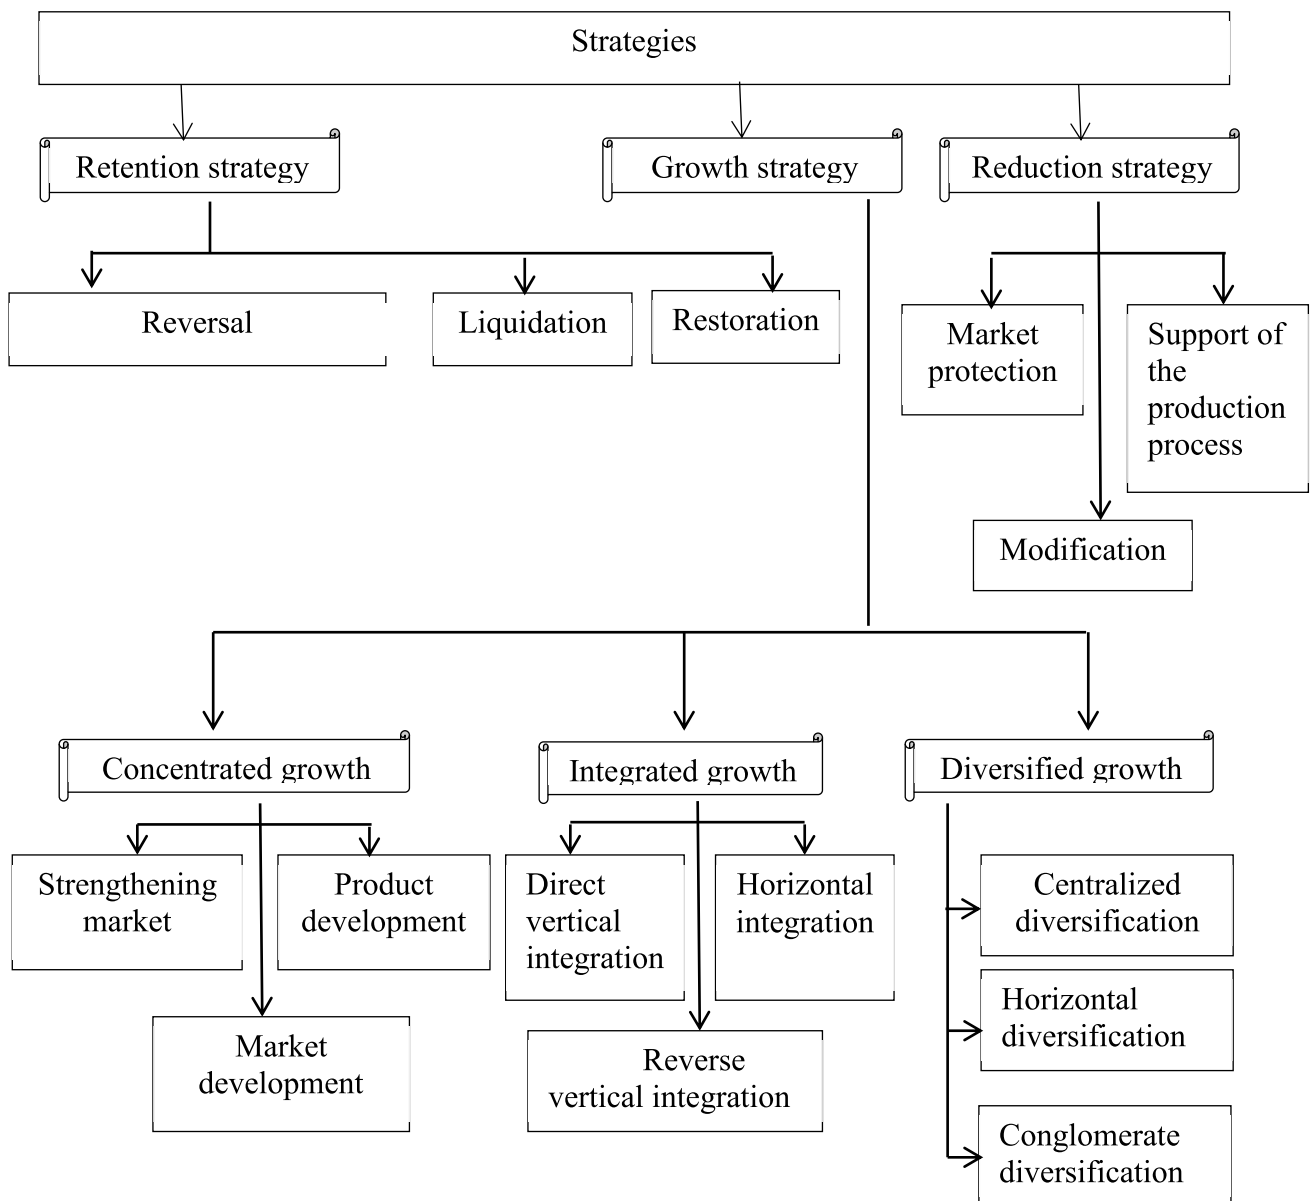 Strategies
Retention strategy
Growth strategy
Reduction strategy
Reversal
Liquidation
Restoration
Market
protection
Support of
the
production
process
Modification
Concentrated growth
Integrated growth
Diversified growth
Strengthening
market
Product
development
Direct
vertical
integration
Horizontal
integration
Centralized
diversification
Horizontal
diversification
Market
development
Reverse
vertical integration
Conglomerate
diversification